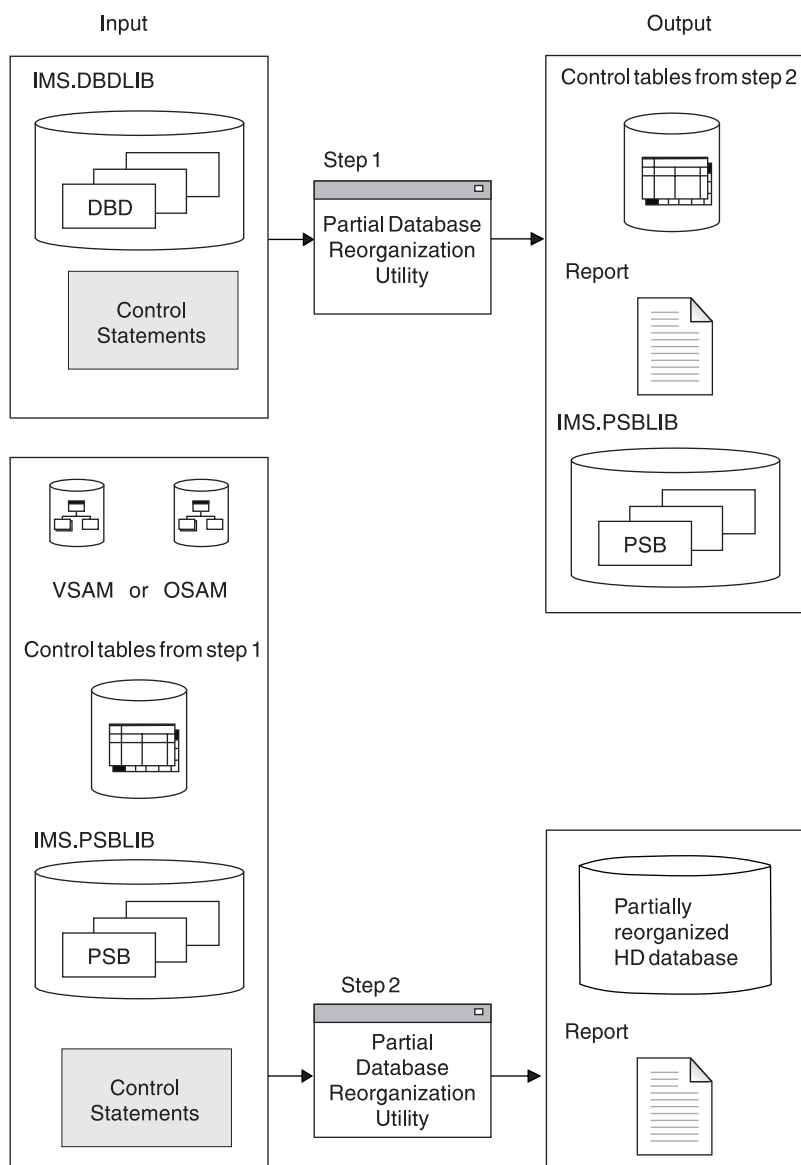 Input
Output
IMS.DBDLIB
DBD
Control
Statements
Step 1
Partial Database
Reorganization
Utility
Control tables from step 2
Report
IMS.PSBLIB
PSB
VSAM or OSAM
Control tables from step 1
IMS.PSBLIB
PSB
Control
Statements
Step 2
Partial
Database
Reorganization
Utility
Partially
reorganized
HD database
Report